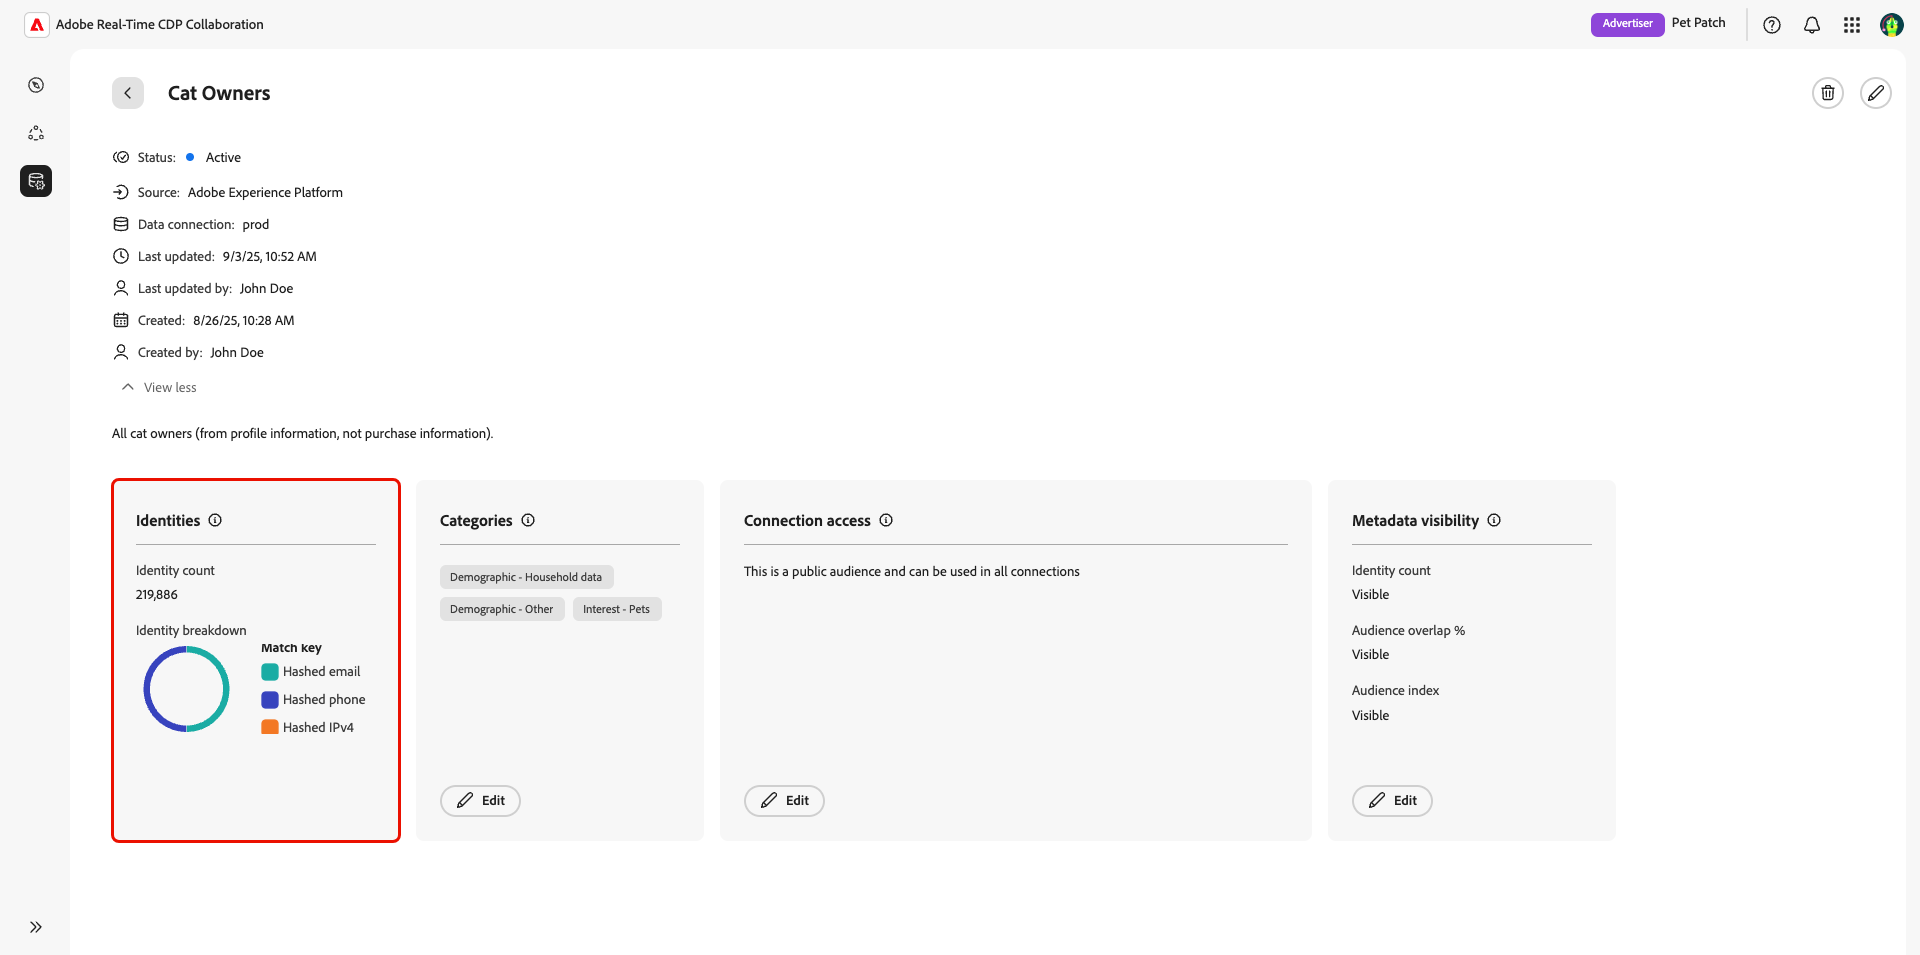 Adobe Real-Time CDP Collaboration
Advertiser Pet Patch
Cat Owners
Status: Active
Source: Adobe Experience Platform
Data connection: prod
Last updated: 9/3/25, 10:52 AM
Last updated by: John Doe
Created: 8/26/25, 10:28 AM
Created by: John Doe
View less
All cat owners (from profile information, not purchase information).
Identities
Identity count
219,886
Identity breakdown
Match key
Hashed email
Hashed phone
Hashed IPv4
Categories
Demographic - Household data
Demographic - Other Interest - Pets
Edit
Connection access
This is a public audience and can be used in all connections
Edit
Metadata visibility
Identity count
Visible
Audience overlap %
Visible
Audience index
Visible
Edit